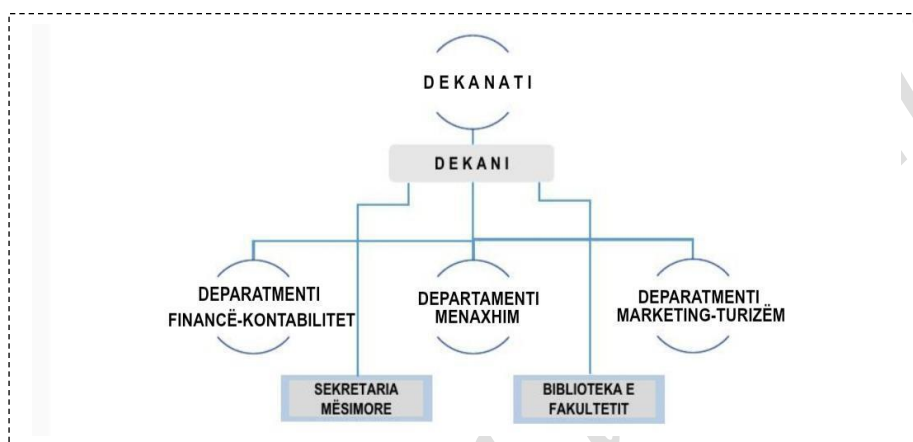 DEKANATI
DEKANI
DEPARATMENTI
FINANCË-KONTABILITET
DEPARTAMENTI
MENAXHIM
DEPARATMENTI
MARKETING-TURIZËM
SEKRETARIA
MËSIMORE
BIBLIOTEKA E
FAKULTETIT